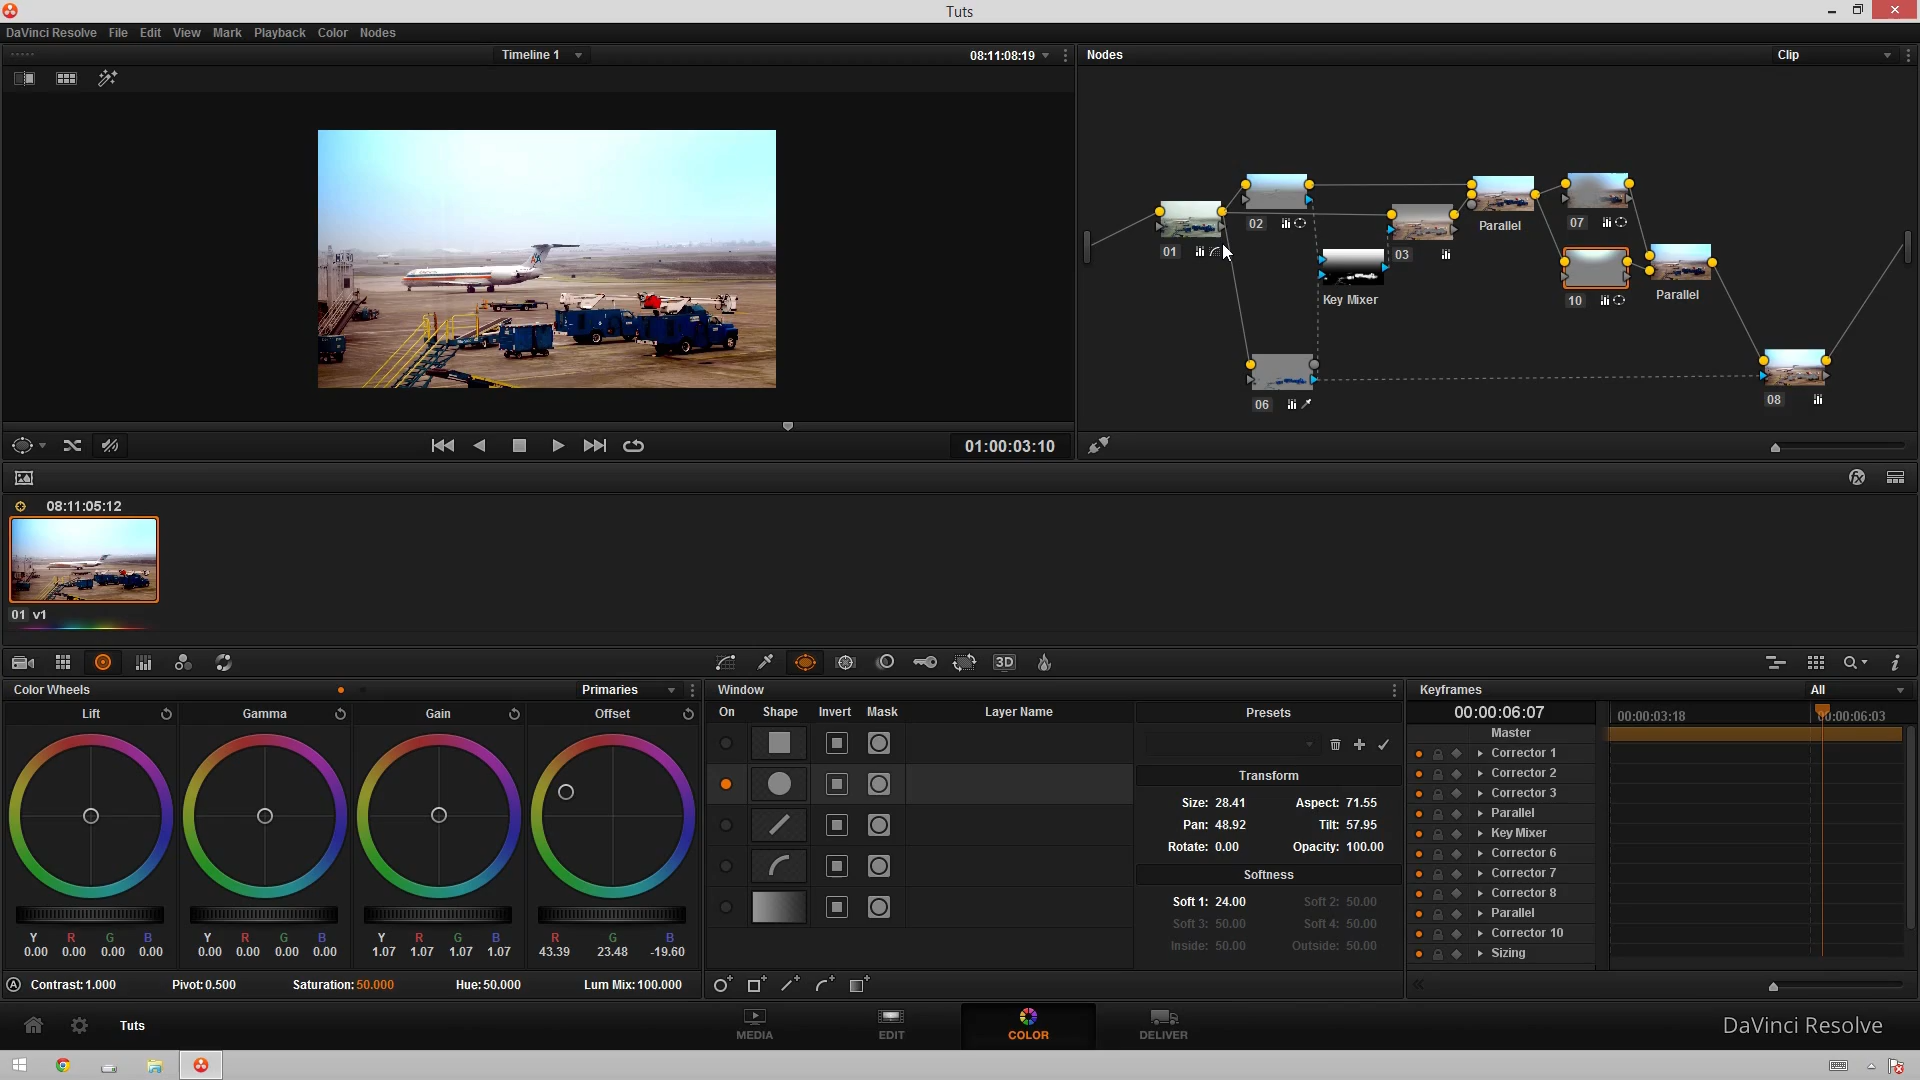 Tuts
DaVinci Resolve File Edit View Mark Playback Color Nodes
Timeline 1 08:11:08:19
Nodes Clip
01
02
Key Mixer
03
Parallel
07
10
Parallel
06
08
01:00:03:10
08:11:05:12
01 v1
3D
Color Wheels Primaries
Lift Gamma Gain Offset
Y R G B Y R G B Y R G B R G B
0.00 0.00 0.00 0.00 0.00 0.00 0.00 0.00 1.07 1.07 1.07 1.07 43.39 23.48 -19.60
A Contrast:1.000 Pivot:0.500 Saturation:50.000 Hue:50.000 Lum Mix:100.000
Window
On Shape Invert Mask Layer Name
Presets
Transform
Size: 28.41 Aspect: 71.55
Pan: 48.92 Tilt: 57.95
Rotate: 0.00 Opacity: 100.00
Softness
Soft 1: 24.00 Soft 2: 50.00
Soft 3: 50.00 Soft 4: 50.00
Inside: 50.00 Outside: 50.00
Keyframes All
00:00:06:07 00:00:03:18 00:00:06:03
Master
Corrector 1
Corrector 2
Corrector 3
Parallel
Key Mixer
Corrector 6
Corrector 7
Corrector 8
Parallel
Corrector 10
Sizing
Tuts
MEDIA EDIT COLOR DELIVER
DaVinci Resolve